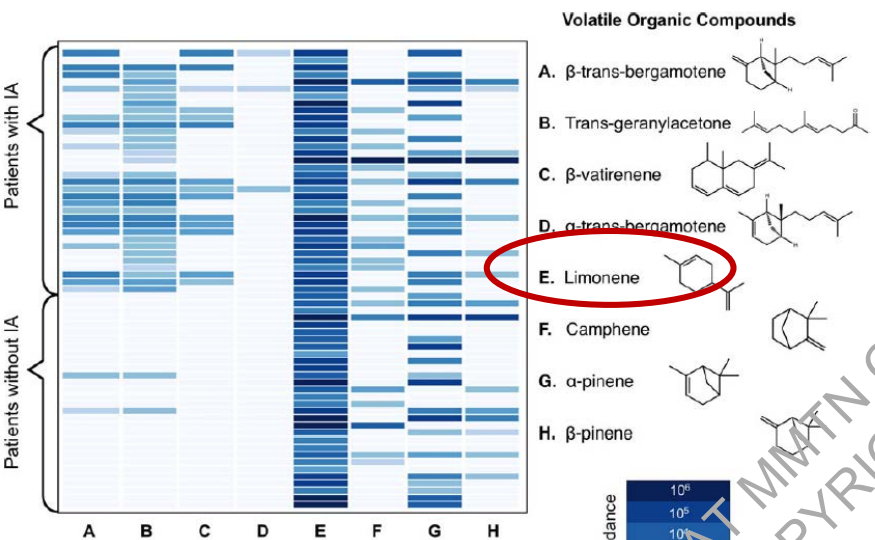 Volatile Organic Compounds
Patients with IA
Patients without IA
A. β-trans-bergamotene
B. Trans-geranylacetone
C. β-vatirenene
D. α-trans-bergamotene
E. Limonene
F. Camphene
G. α-pinene
H. β-pinene
A B C D E F G H
10⁶
10⁵